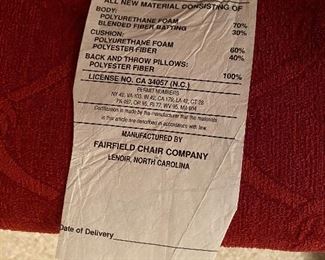 ALL NEW MATERIAL CONSISTING OF
BODY:
POLYURETHANE FOAM 70%
BLENDED FIBER BATTING 30%
CUSHION:
POLYURETHANE FOAM 60%
POLYESTER FIBER 40%
BACK AND THROW PILLOWS:
POLYESTER FIBER 100%
LICENSE NO. CA 34057 (N.C.)
PERMIT NUMBERS
Certification is made by the manufacturer that the materials
in this article are described in accordance with law.
MANUFACTURED BY
FAIRFIELD CHAIR COMPANY
LENOIR, NORTH CAROLINA
Date of Delivery